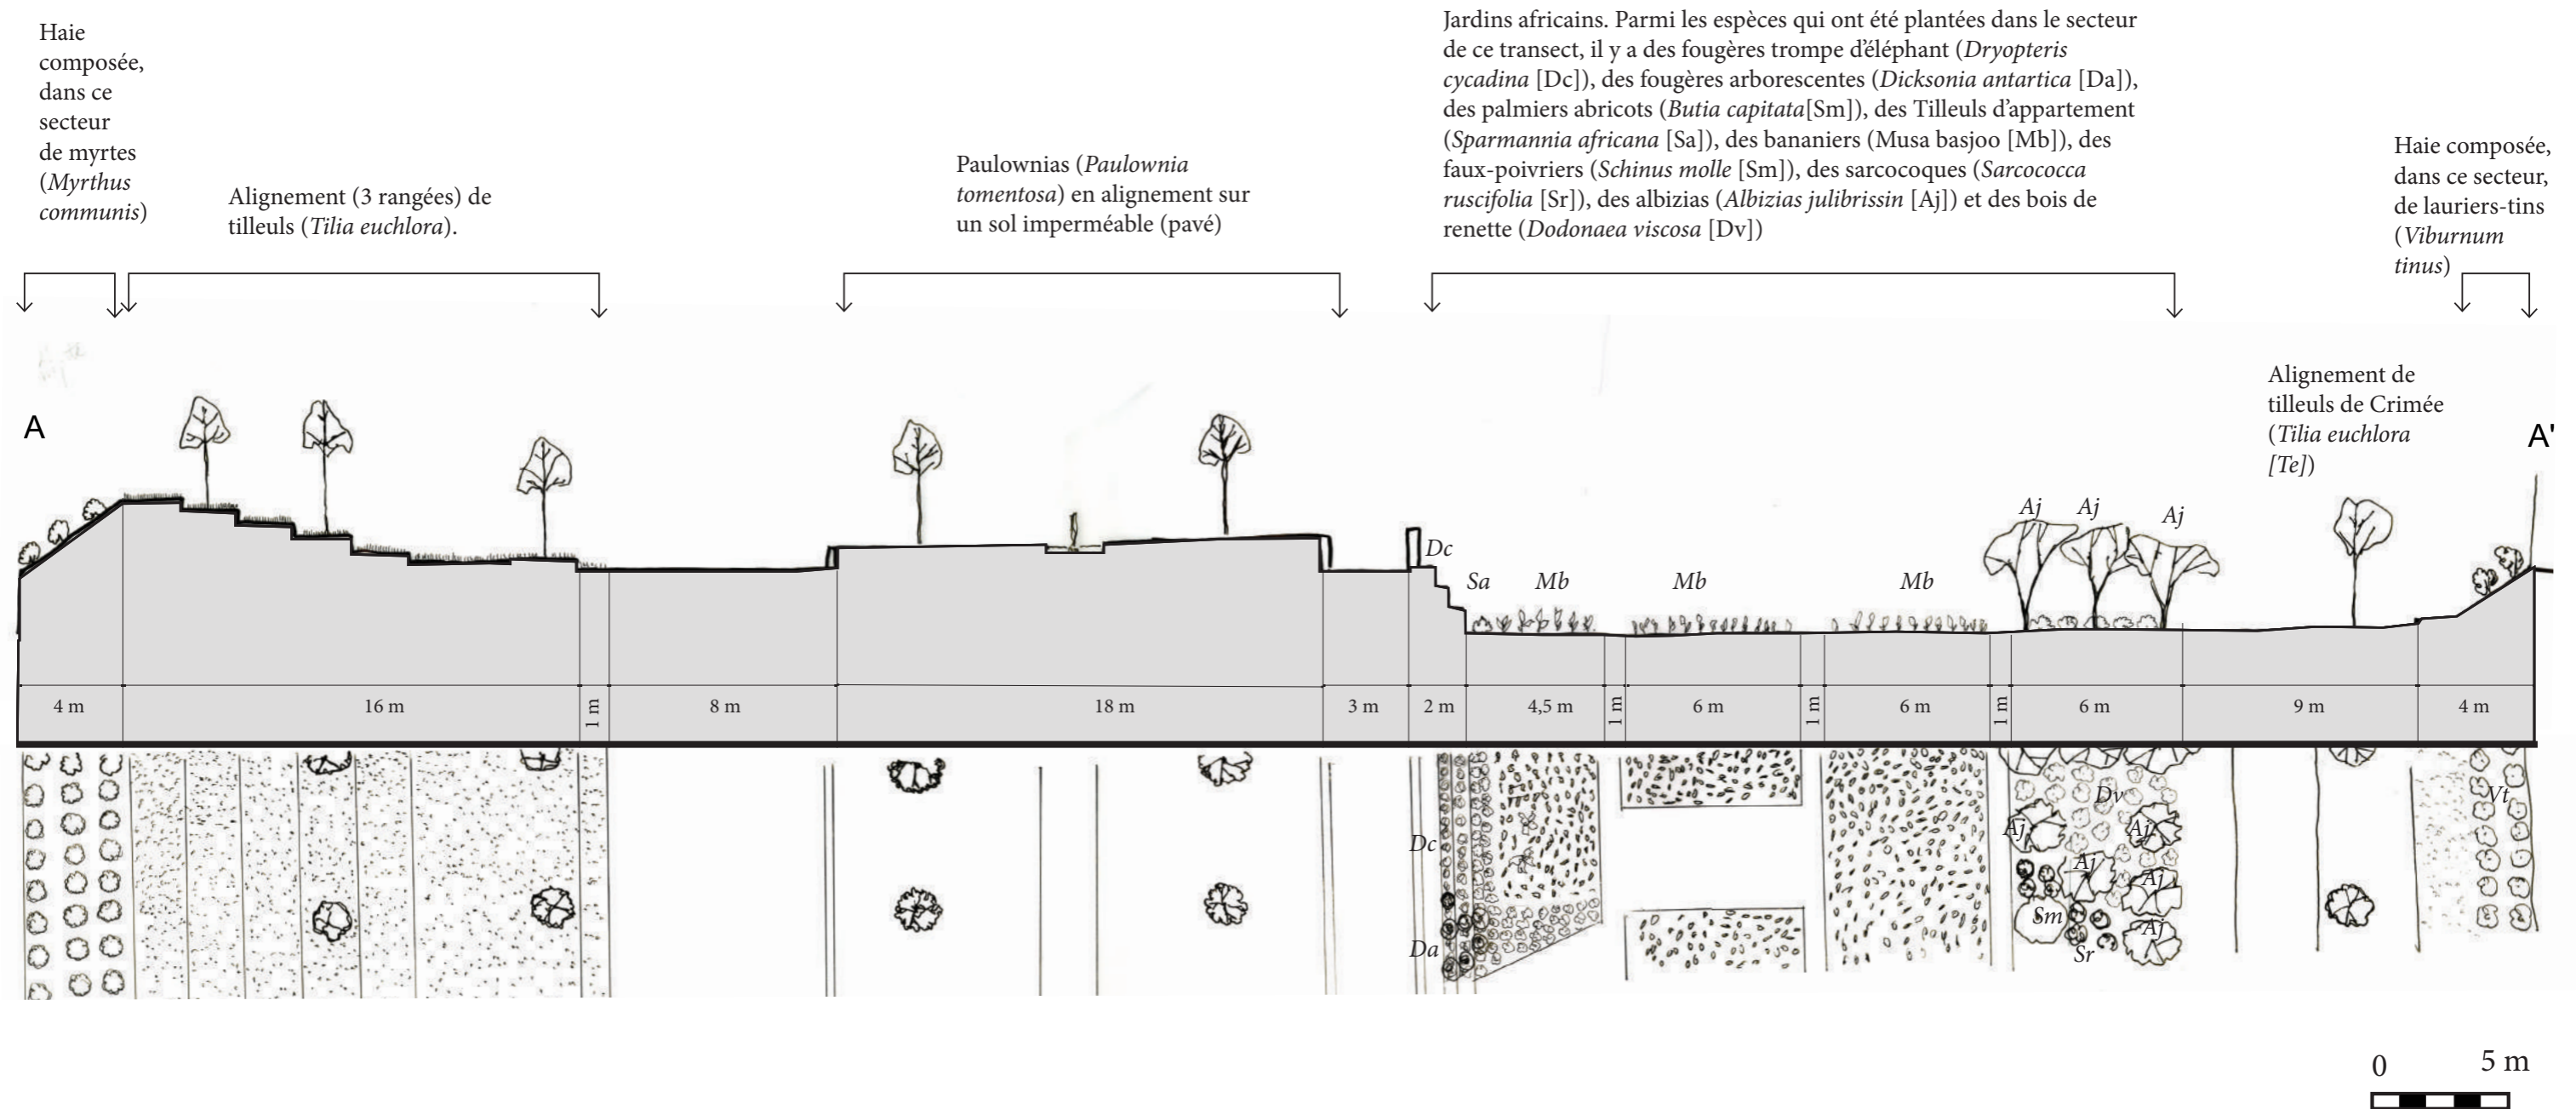 Haie
composée,
dans ce
secteur
de myrtes
(Myrthus
communis)
Alignement (3 rangées) de
tilleuls (Tilia euchlora).
Paulownias (Paulownia
tomentosa) en alignement sur
un sol imperméable (pavé)
Jardins africains. Parmi les espèces qui ont été plantées dans le secteur
de ce transect, il y a des fougères trompe d'éléphant (Dryopteris
cycadina [Dc]), des fougères arborescentes (Dicksonia antartica [Da]),
des palmiers abricots (Butia capitata[Sm]), des Tilleuls d'appartement
(Sparmannia africana [Sa]), des bananiers (Musa basjoo [Mb]), des
faux-poivriers (Schinus molle [Sm]), des sarcocoques (Sarcococca
ruscifolia [Sr]), des albizias (Albizias julibrissin [Aj]) et des bois de
renette (Dodonaea viscosa [Dv])
Haie composée,
dans ce secteur,
de lauriers-tins
(Viburnum
tinus)
Alignement de
tilleuls de Crimée
(Tilia euchlora
[Te])
A
A'
Aj Aj Aj
Dc
Sa Mb Mb Mb
4 m 16 m 1 m 8 m 18 m 3 m 2 m 4,5 m 1 m 6 m 1 m 6 m 1 m 6 m 9 m 4 m
Dv Vt
Aj Aj
Dc
Aj
Aj
Sm
Aj
Da Sr
0 5 m